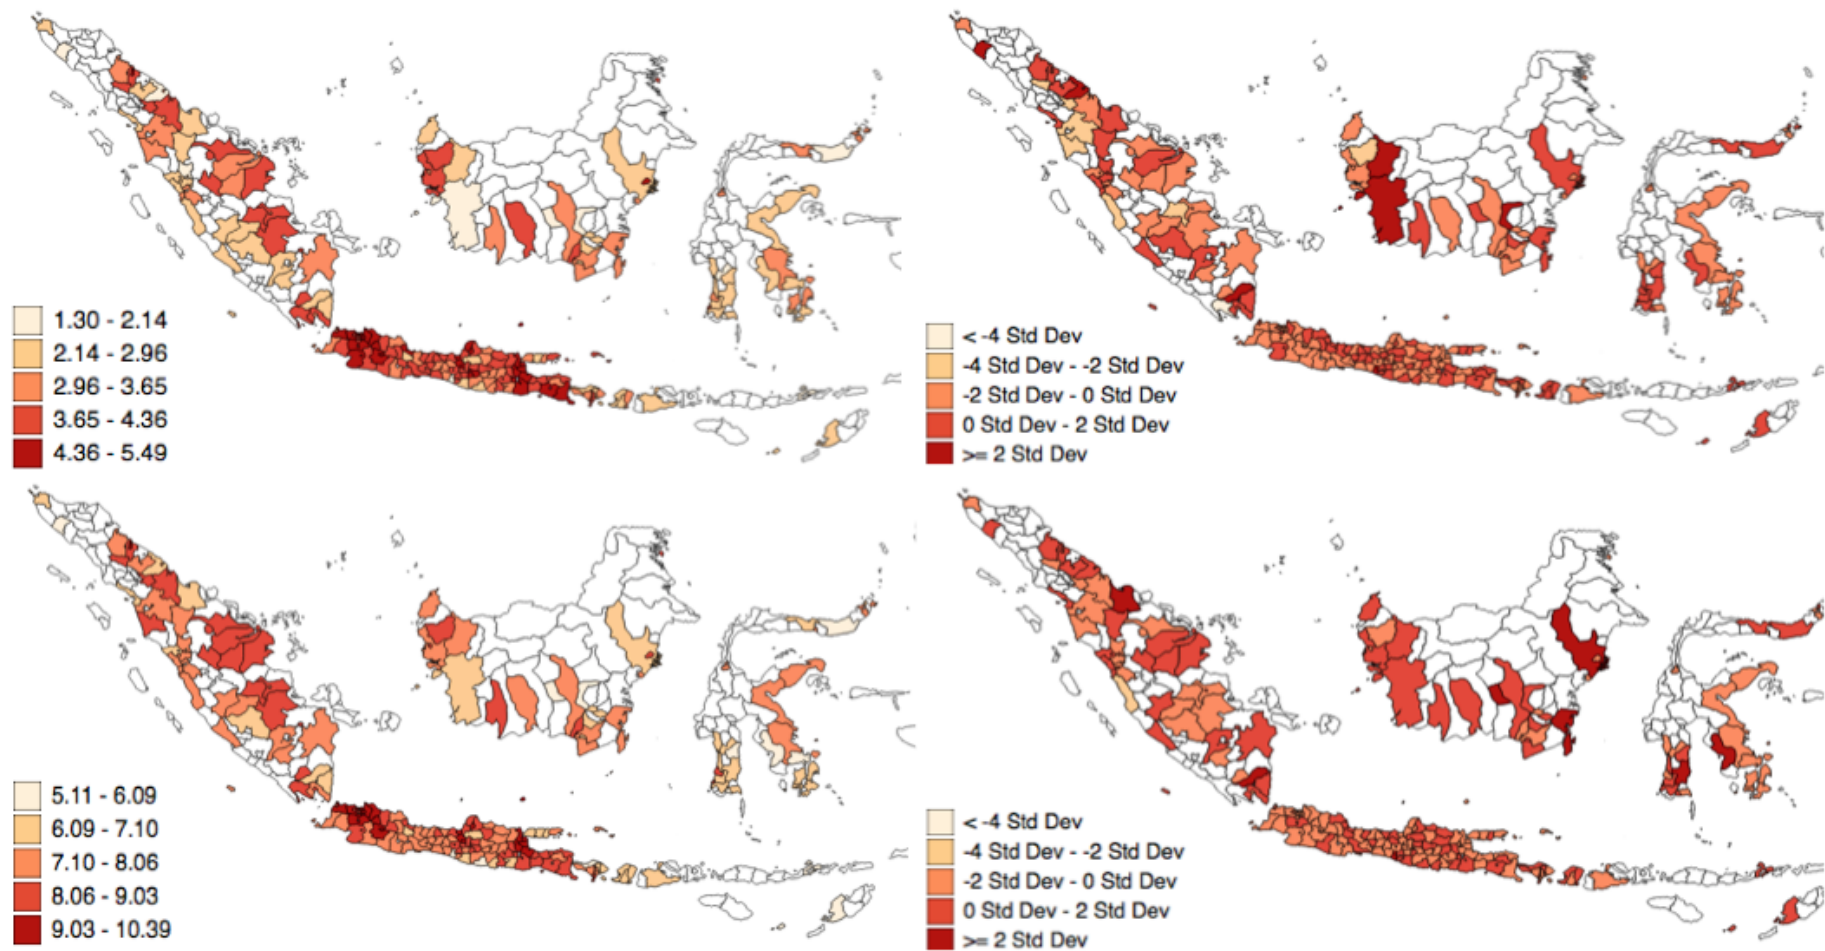 1.30 - 2.14
2.14 - 2.96
2.96 - 3.65
3.65 - 4.36
4.36 - 5.49
< -4 Std Dev
-4 Std Dev - -2 Std Dev
-2 Std Dev - 0 Std Dev
0 Std Dev - 2 Std Dev
>= 2 Std Dev
5.11 - 6.09
6.09 - 7.10
7.10 - 8.06
8.06 - 9.03
9.03 - 10.39
< -4 Std Dev
-4 Std Dev - -2 Std Dev
-2 Std Dev - 0 Std Dev
0 Std Dev - 2 Std Dev
>= 2 Std Dev